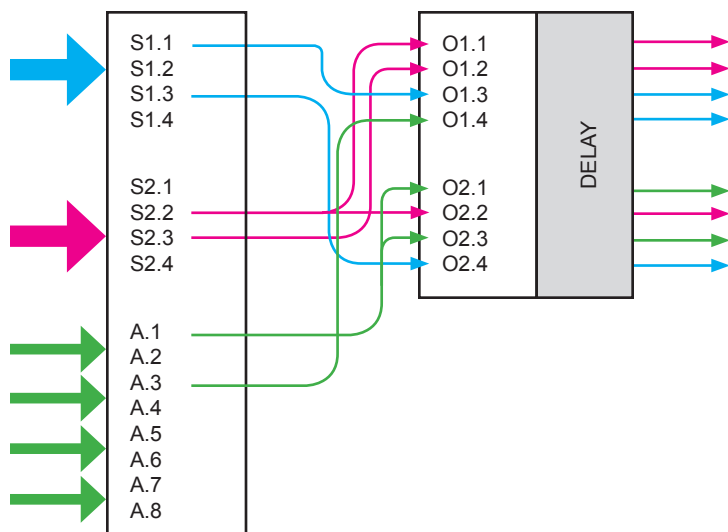 S1.1
S1.2
S1.3
S1.4
S2.1
S2.2
S2.3
S2.4
A.1
A.2
A.3
A.4
A.5
A.6
A.7
A.8
O1.1
O1.2
O1.3
O1.4
O2.1
O2.2
O2.3
O2.4
DELAY